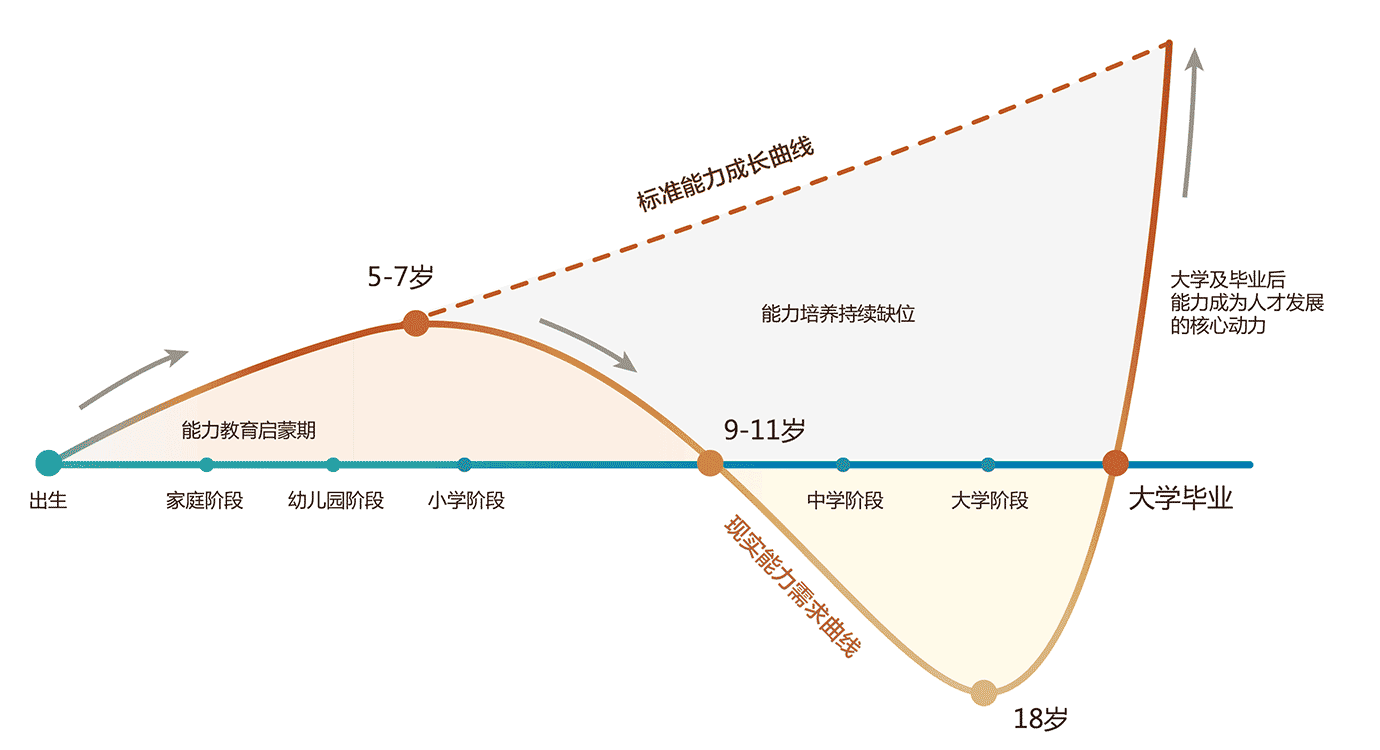 标准能力成长曲线
5-7岁
大学及毕业后
能力成为人才发展
的核心动力
能力培养持续缺位
能力教育启蒙期
9-11岁
出生
家庭阶段
幼儿园阶段
小学阶段
中学阶段
大学阶段
大学毕业
现实能力需求曲线
18岁